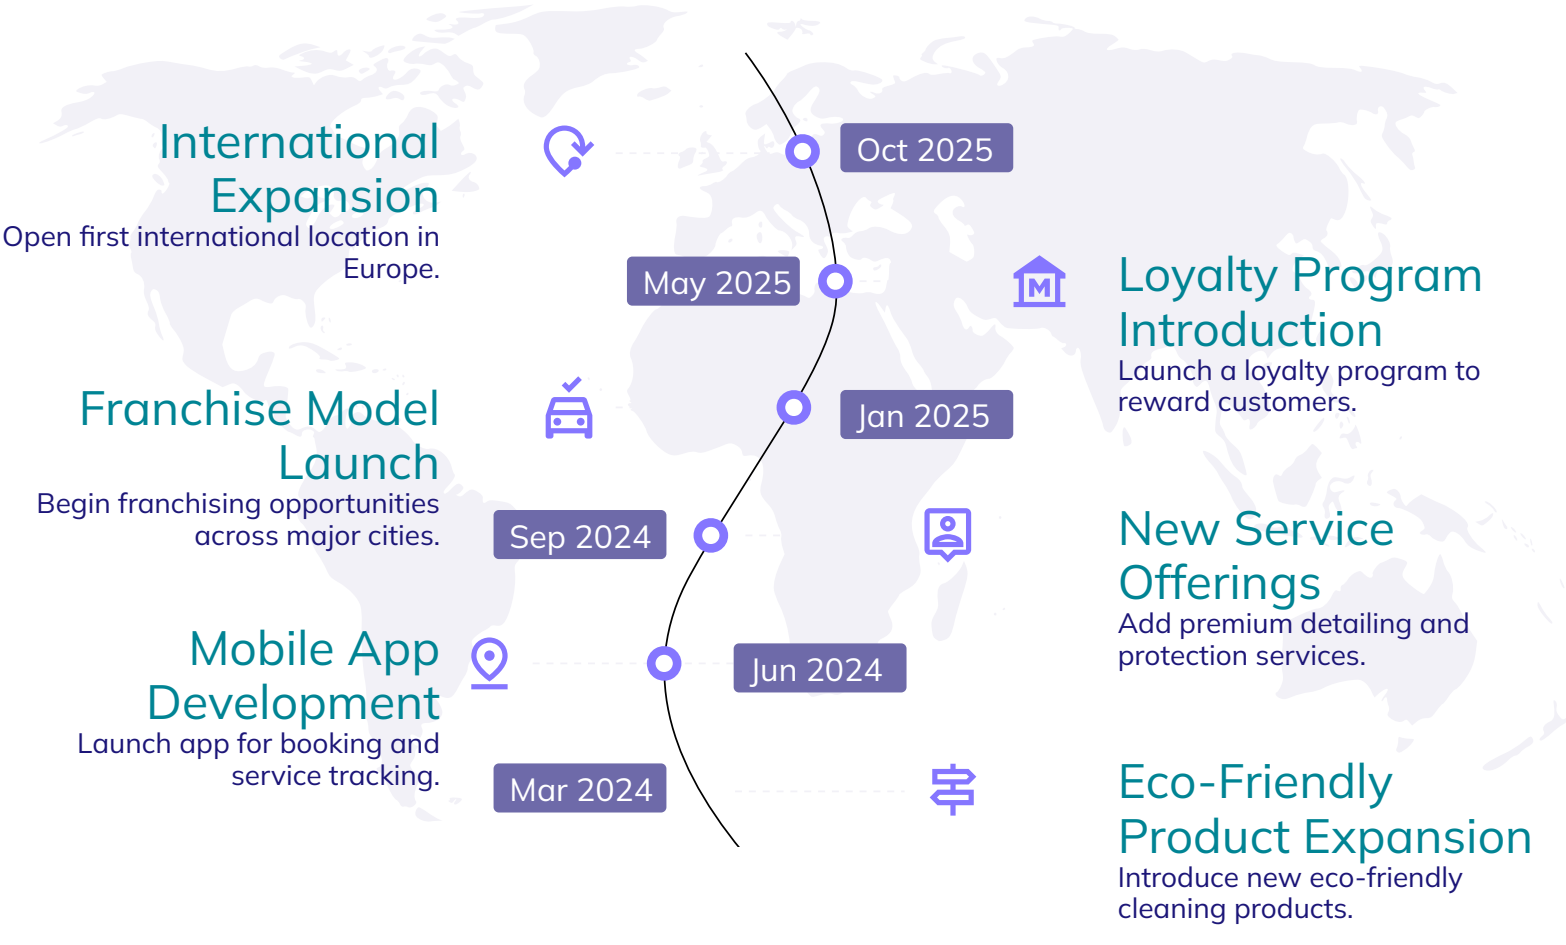 International
Expansion
Open first international location in
Europe.
Oct 2025
May 2025
Loyalty Program
Introduction
Launch a loyalty program to
reward customers.
Franchise Model
Launch
Begin franchising opportunities
across major cities.
Jan 2025
Sep 2024
New Service
Offerings
Add premium detailing and
protection services.
Mobile App
Development
Launch app for booking and
service tracking.
Jun 2024
Mar 2024
Eco-Friendly
Product Expansion
Introduce new eco-friendly
cleaning products.